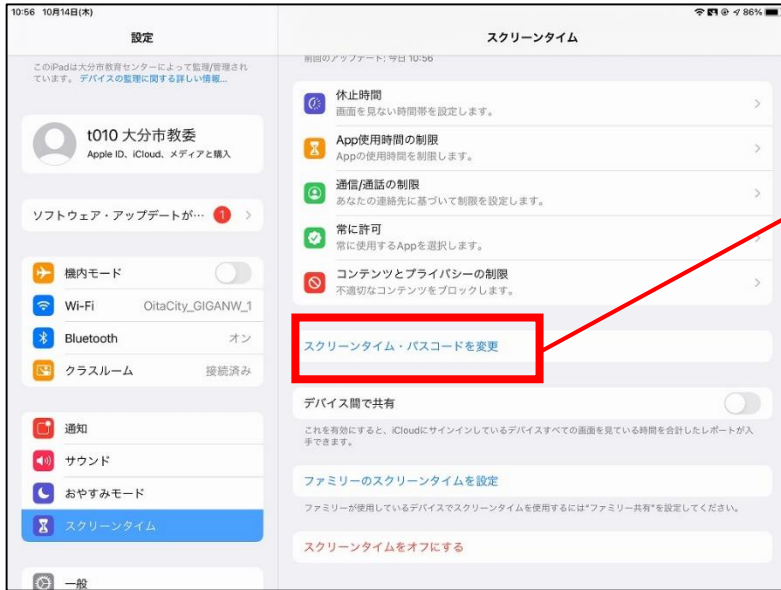 10:56 10月14日(木)
86%
設定
このiPadは大分市教育センターによって監理/管理され
ています。デバイスの監理に関する詳しい情報...
t010 大分市教委
Apple ID、iCloud、メディアと購入
ソフトウェア・アップデートが… 1
機内モード
Wi-Fi OitaCity_GIGANW_1
Bluetooth オン
クラスルーム 接続済み
通知
サウンド
おやすみモード
スクリーンタイム
一般
スクリーンタイム
前回のアップデート: 今日 10:56
休止時間
画面を見ない時間帯を設定します。
App使用時間の制限
Appの使用時間を制限します。
通信/通話の制限
あなたの連絡先に基づいて制限を設定します。
常に許可
常に使用するAppを選択します。
コンテンツとプライバシーの制限
不適切なコンテンツをブロックします。
スクリーンタイム・パスコードを変更
デバイス間で共有
これを有効にすると、iCloudにサインインしているデバイスすべての画面を見ている時間を合計したレポートが入
手できます。
ファミリーのスクリーンタイムを設定
ファミリーが使用しているデバイスでスクリーンタイムを使用するには"ファミリー共有"を設定してください。
スクリーンタイムをオフにする